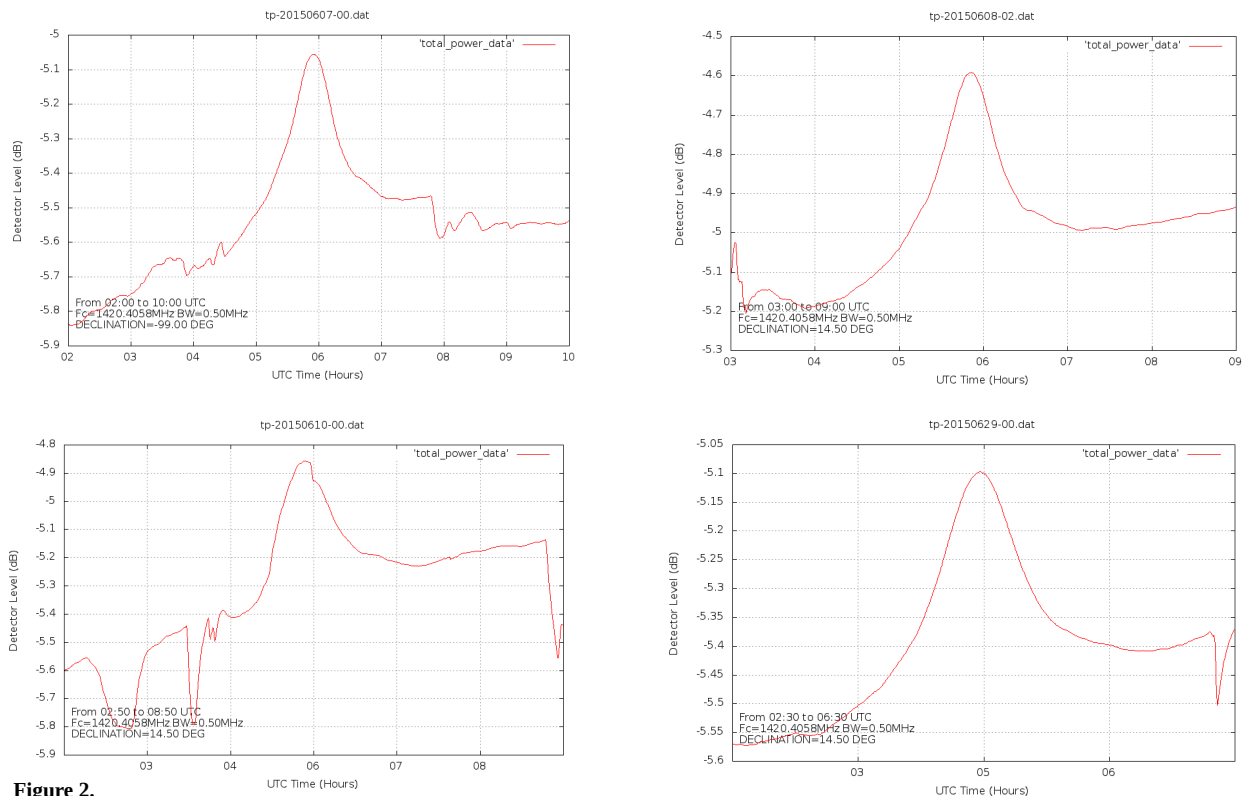 tp-20150607-00.dat
-5
'total_power_data'
-5.1
-5.2
-5.3
-5.4
-5.5
-5.6
-5.7
-5.8
-5.9
Detector Level (dB)
From 02:00 to 10:00 UTC
Fc=1420.4058MHz BW=0.50MHz
DECLINATION=-99.00 DEG
02 03 04 05 06 07 08 09 10
UTC Time (Hours)
tp-20150608-02.dat
-4.5
'total_power_data'
-4.6
-4.7
-4.8
-4.9
-5
-5.1
-5.2
-5.3
Detector Level (dB)
From 03:00 to 09:00 UTC
Fc=1420.4058MHz BW=0.50MHz
DECLINATION=14.50 DEG
03 04 05 06 07 08 09
UTC Time (Hours)
tp-20150610-00.dat
-4.8
'total_power_data'
-4.9
-5
-5.1
-5.2
-5.3
-5.4
-5.5
-5.6
-5.7
-5.8
-5.9
Detector Level (dB)
From 02:50 to 08:50 UTC
Fc=1420.4058MHz BW=0.50MHz
DECLINATION=14.50 DEG
03 04 05 06 07 08
UTC Time (Hours)
tp-20150629-00.dat
-5.05
'total_power_data'
-5.1
-5.15
-5.2
-5.25
-5.3
-5.35
-5.4
-5.45
-5.5
-5.55
-5.6
Detector Level (dB)
From 02:30 to 06:30 UTC
Fc=1420.4058MHz BW=0.50MHz
DECLINATION=14.50 DEG
03 05 06
UTC Time (Hours)
Figure 2.